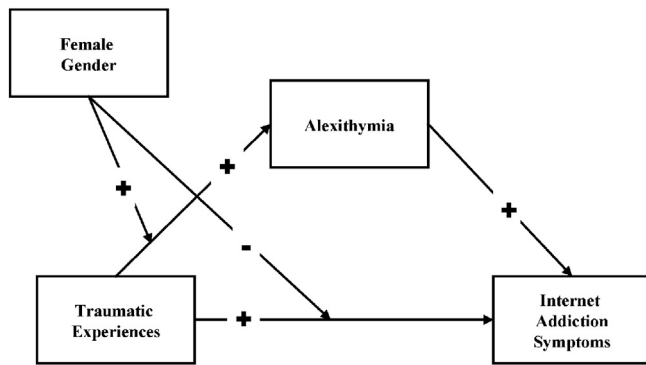 Female
Gender
Alexithymia
+
+
+
-
Traumatic
Experiences
+
Internet
Addiction
Symptoms